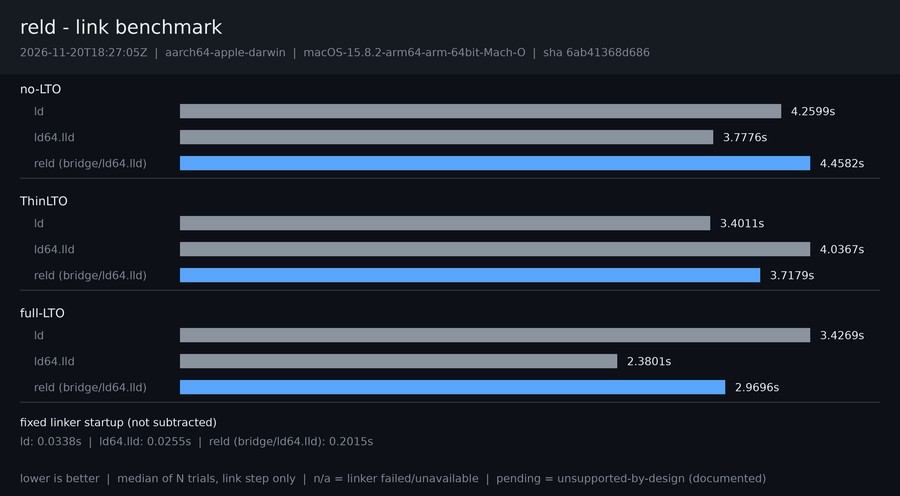 reld - link benchmark
2026-11-20T18:27:05Z | aarch64-apple-darwin | macOS-15.8.2-arm64-arm-64bit-Mach-O | sha 6ab41368d686
no-LTO
ld 4.2599s
ld64.lld 3.7776s
reld (bridge/ld64.lld) 4.4582s
ThinLTO
ld 3.4011s
ld64.lld 4.0367s
reld (bridge/ld64.lld) 3.7179s
full-LTO
ld 3.4269s
ld64.lld 2.3801s
reld (bridge/ld64.lld) 2.9696s
fixed linker startup (not subtracted)
ld: 0.0338s | ld64.lld: 0.0255s | reld (bridge/ld64.lld): 0.2015s
lower is better | median of N trials, link step only | n/a = linker failed/unavailable | pending = unsupported-by-design (documented)